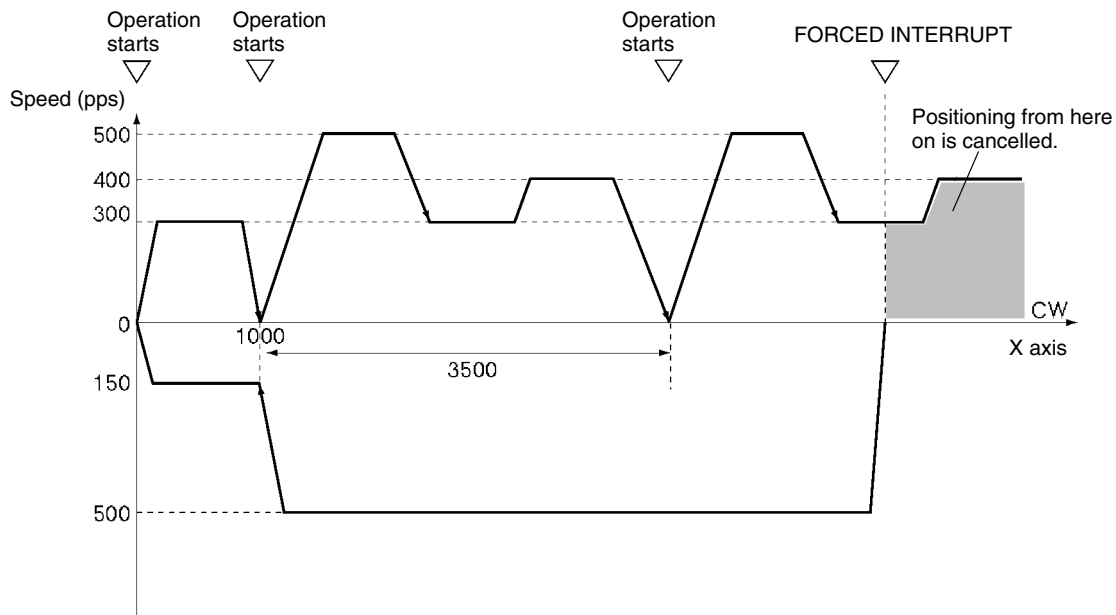 Operation
starts
Operation
starts
Operation
starts
FORCED INTERRUPT
Speed (pps)
Positioning from here
on is cancelled.
500
400
300
0
1000
CW
X axis
3500
150
500